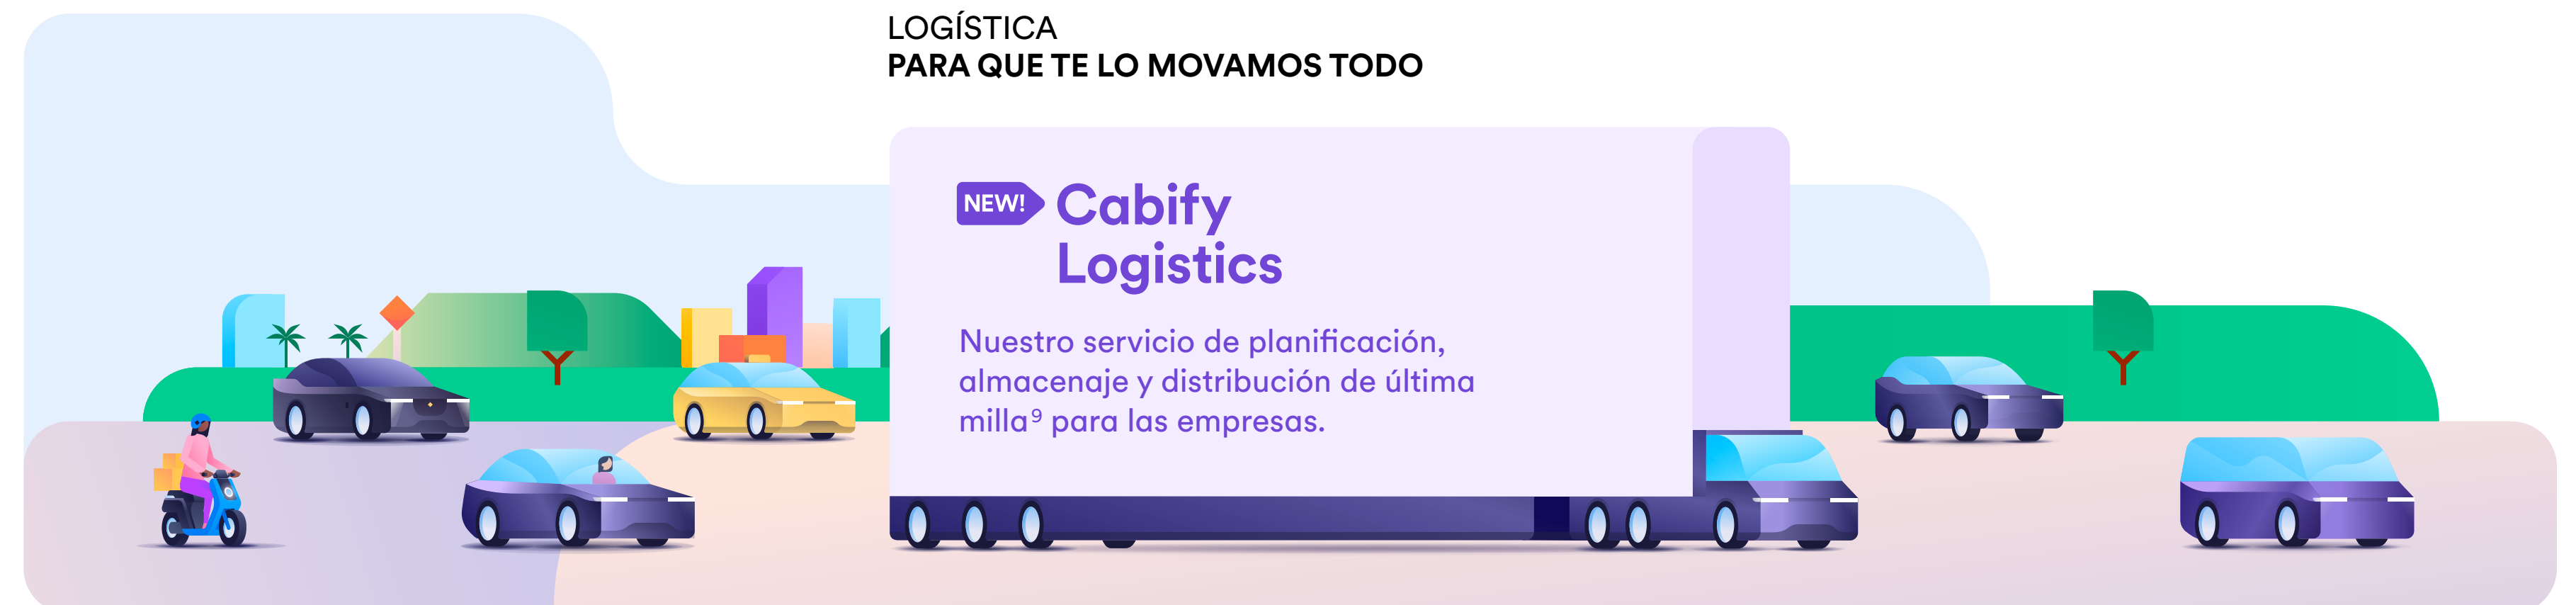 LOGÍSTICA
PARA QUE TE LO MOVAMOS TODO
NEW! Cabify
Logistics
Nuestro servicio de planificación,
almacenaje y distribución de última
milla⁹ para las empresas.